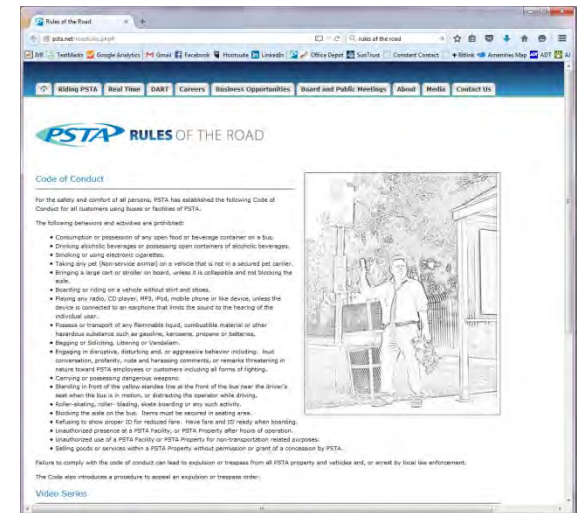 Rules of the Road
psta.net/roadrules2.php
rules of the road
TextMarks
Google Analytics
Gmail
Facebook
Hootsuite
LinkedIn
Office Depot
SunTrust
Constant Contact
Map
ADT
Riding PSTA
Real Time
DART
Careers
Business Opportunities
Board and Public Meetings
About
Media
Contact Us
PSTA RULES OF THE ROAD
Code of Conduct
For the safety and comfort of all persons, PSTA has established the following Code of
Conduct for all customers using buses or facilities of PSTA.
The following behaviors and activities are prohibited:
• Consumption or possession of any open food or beverage container on a bus.
• Drinking alcoholic beverages or possessing open containers of alcoholic beverages.
• Smoking or using electronic cigarettes.
• Taking any pet (Non-service animal) on a vehicle that is not in a secured pet carrier.
• Bringing a large cart or stroller on board, unless it is collapsible and not blocking the
aisle.
• Boarding or riding on a vehicle without shirt and shoes.
• Playing any radio, CD player, MP3, iPod, mobile phone or like device, unless the
device is connected to an earphone that limits the sound to the hearing of the
individual user.
• Possess or transport of any flammable liquid, combustible material or other
hazardous substance such as gasoline, kerosene, propane or batteries.
• Begging or Soliciting, Littering or Vandalism.
• Engaging in disruptive, disturbing and, or aggressive behavior including: loud
conversation, profanity, rude and harassing comments, or remarks threatening in
nature toward PSTA employees or customers including all forms of fighting.
• Carrying or possessing dangerous weapons.
• Standing in front of the yellow standee line at the front of the bus near the driver's
seat when the bus is in motion, or distracting the operator while driving.
• Roller-skating, roller- blading, skate boarding or any such activity.
• Blocking the aisle on the bus. Items must be secured in seating area.
• Refusing to show proper ID for reduced fare. Have fare and ID ready when boarding.
• Unauthorized presence at a PSTA Facility, or PSTA Property after hours of operation.
• Unauthorized use of a PSTA Facility or PSTA Property for non-transportation related purposes.
• Selling goods or services within a PSTA Property without permission or grant of a concession by PSTA.
Failure to comply with the code of conduct can lead to expulsion or trespass from all PSTA property and vehicles and, or arrest by local law enforcement.
The Code also introduces a procedure to appeal an expulsion or trespass order.
Video Series